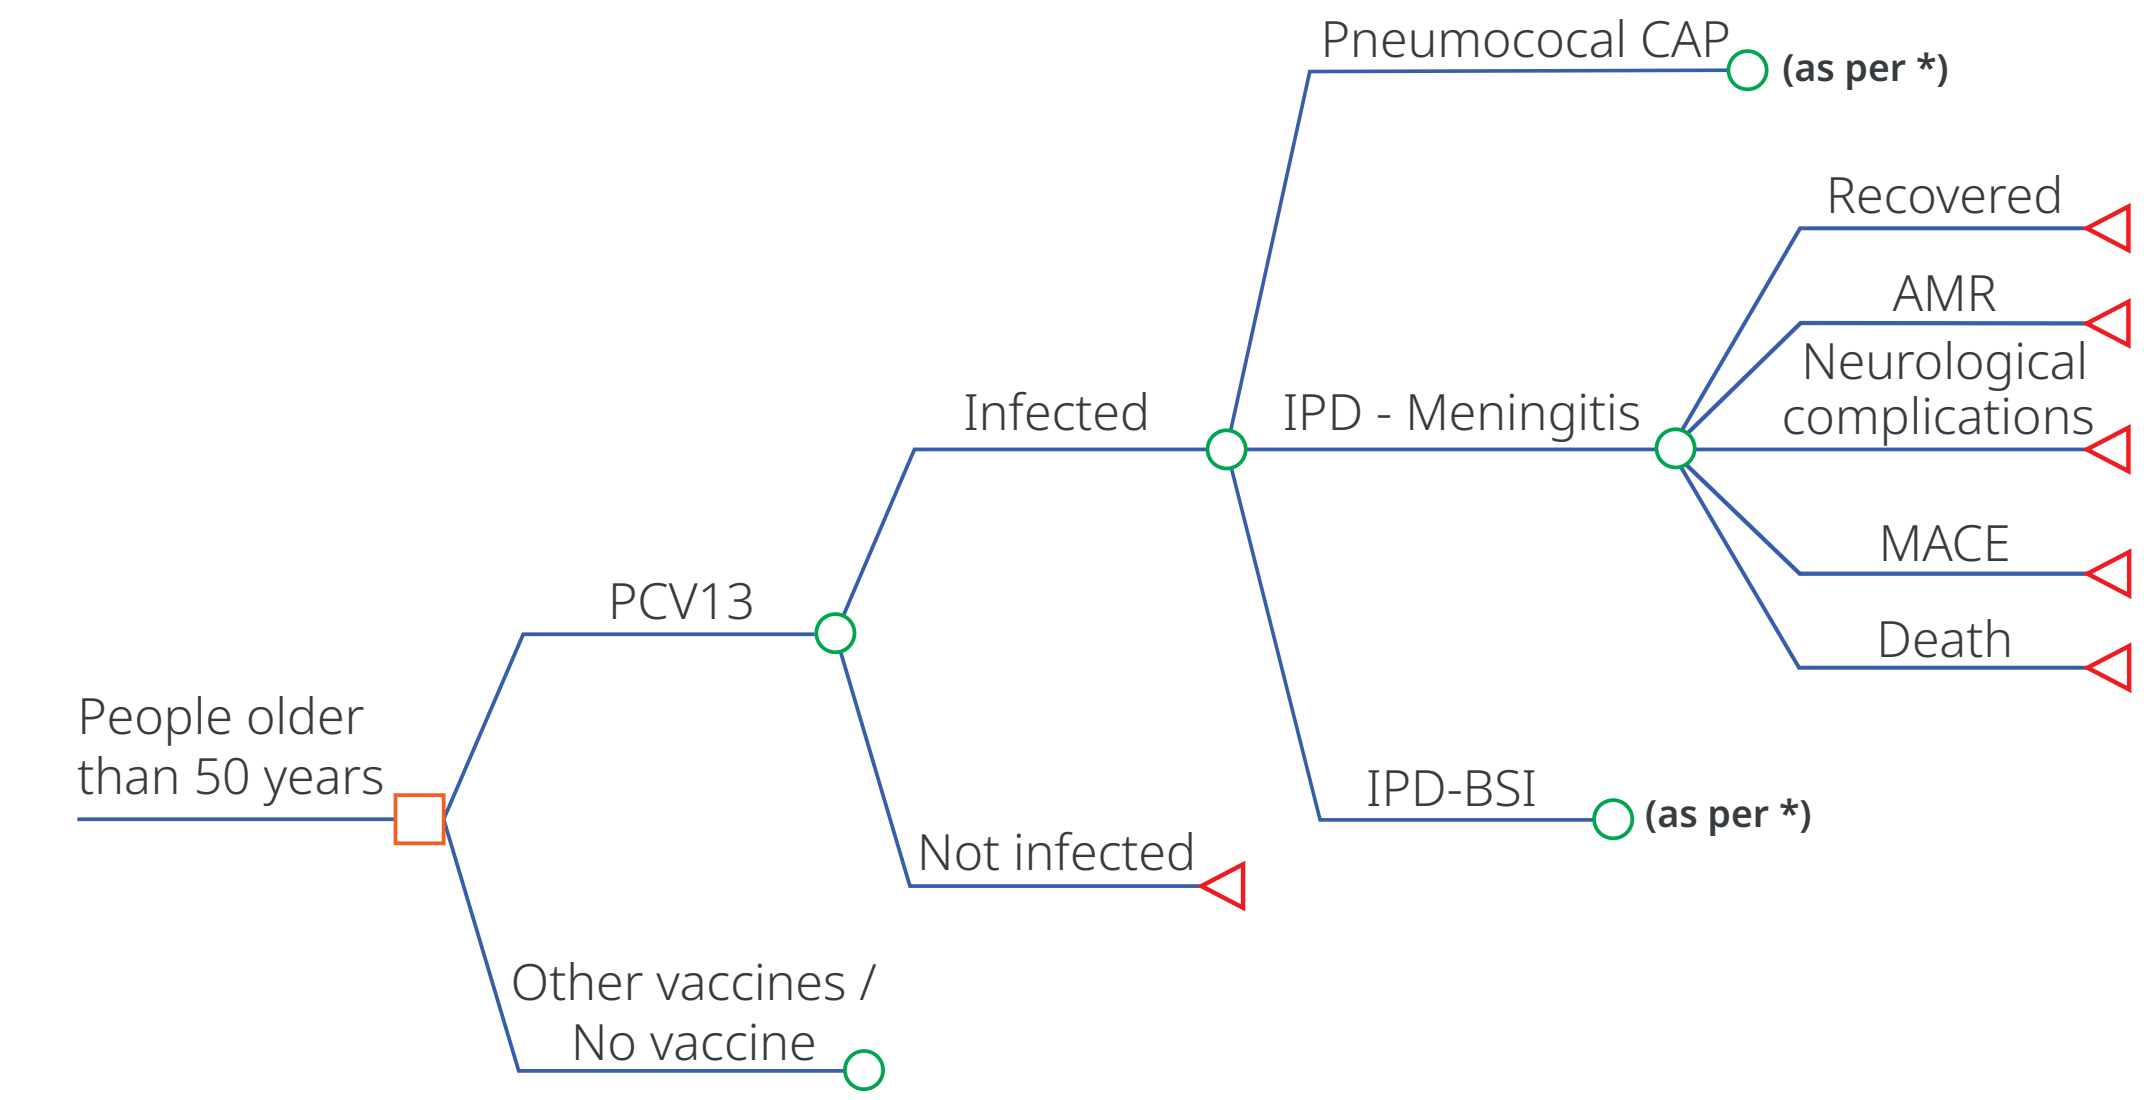 Pneumococal CAP
(as per *)
Recovered
AMR
Neurological
complications
Infected
IPD - Meningitis
MACE
PCV13
Death
People older
than 50 years
IPD-BSI
(as per *)
Not infected
Other vaccines /
No vaccine